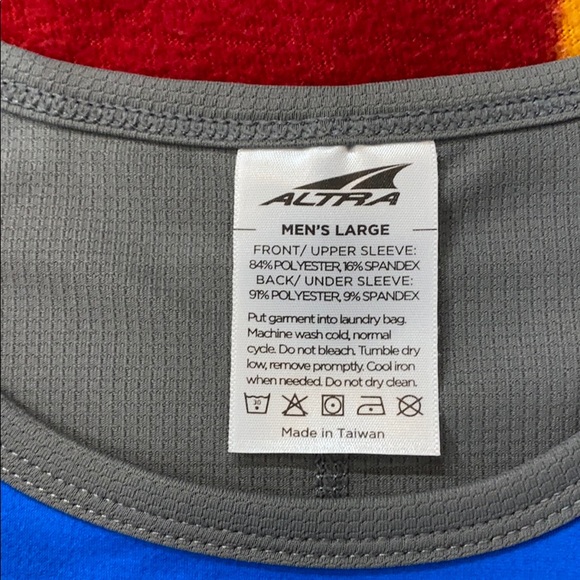 ALTRA
MEN'S LARGE
FRONT/ UPPER SLEEVE:
84% POLYESTER, 16% SPANDEX
BACK/ UNDER SLEEVE:
91% POLYESTER, 9% SPANDEX
Put garment into laundry bag.
Machine wash cold, normal
cycle. Do not bleach. Tumble dry
low, remove promptly. Cool iron
when needed. Do not dry clean.
30
Made in Taiwan